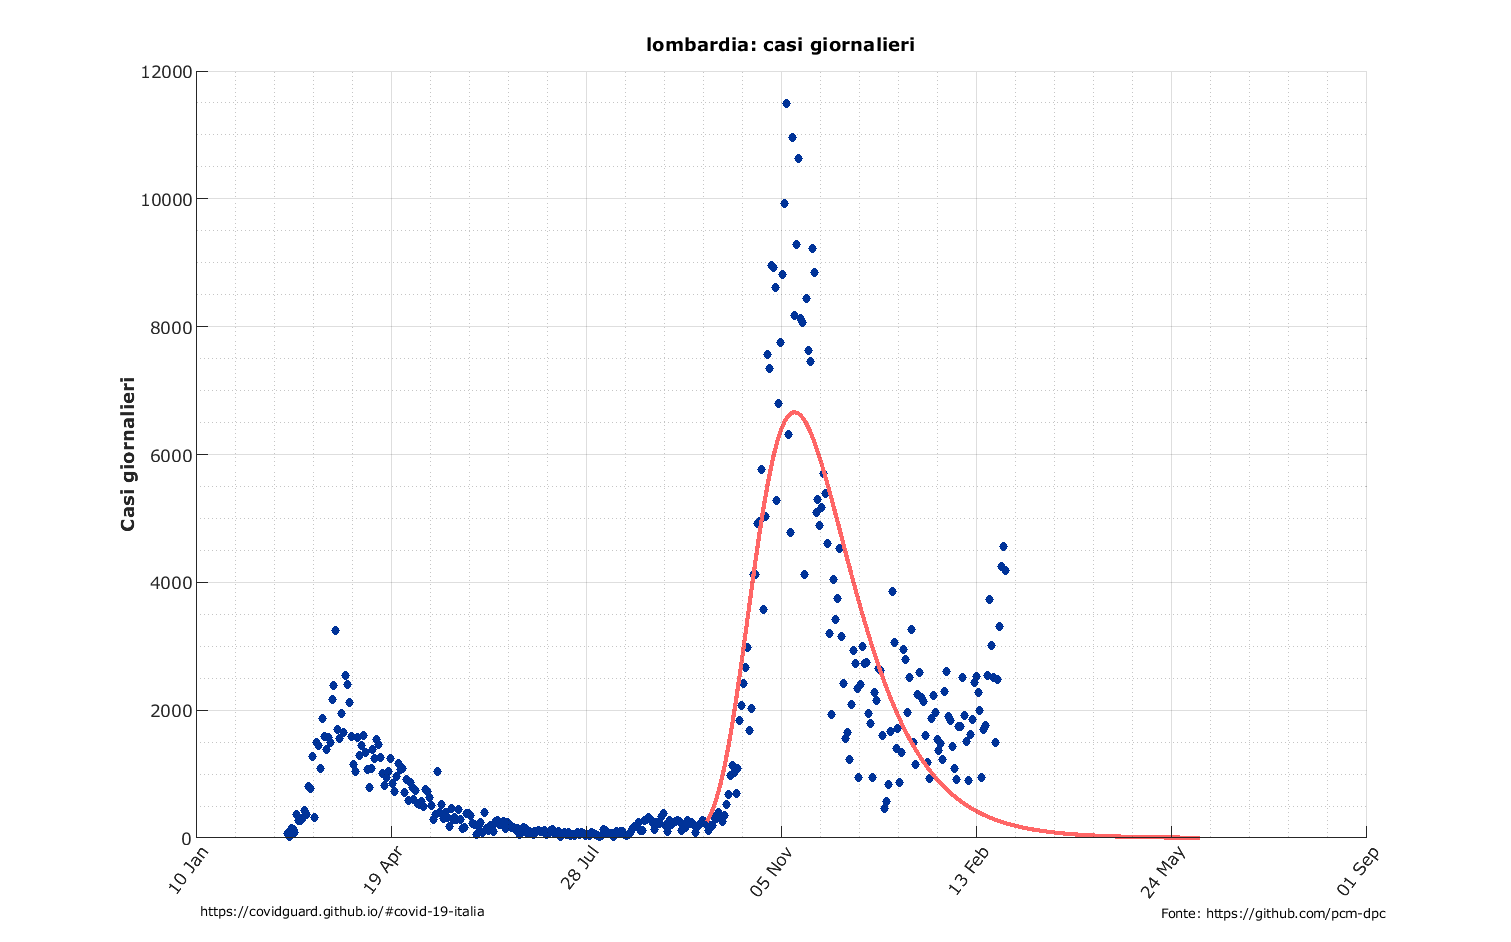 lombardia: casi giornalieri
12000
10000
8000
6000
4000
2000
0
Casi giornalieri
10 Jan
19 Apr
28 Jul
05 Nov
13 Feb
24 May
01 Sep
https://covidguard.github.io/#covid-19-italia
Fonte: https://github.com/pcm-dpc